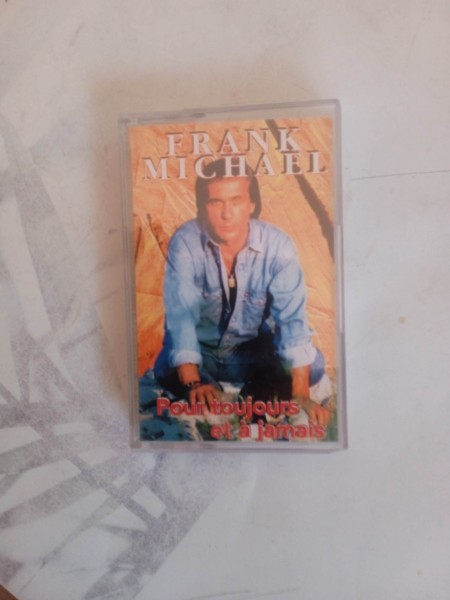 FRANK
MICHAEL
Pour toujours
et à jamais